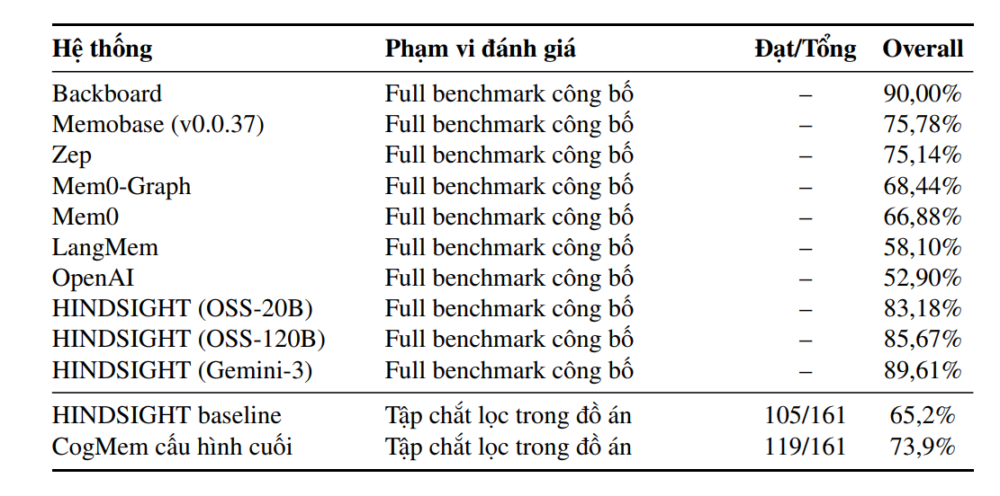 Hệ thống Phạm vi đánh giá Đạt/Tổng Overall
Backboard Full benchmark công bố – 90,00%
Memobase (v0.0.37) Full benchmark công bố – 75,78%
Zep Full benchmark công bố – 75,14%
Mem0-Graph Full benchmark công bố – 68,44%
Mem0 Full benchmark công bố – 66,88%
LangMem Full benchmark công bố – 58,10%
OpenAI Full benchmark công bố – 52,90%
HINDSIGHT (OSS-20B) Full benchmark công bố – 83,18%
HINDSIGHT (OSS-120B) Full benchmark công bố – 85,67%
HINDSIGHT (Gemini-3) Full benchmark công bố – 89,61%
HINDSIGHT baseline Tập chắt lọc trong đồ án 105/161 65,2%
CogMem cấu hình cuối Tập chắt lọc trong đồ án 119/161 73,9%